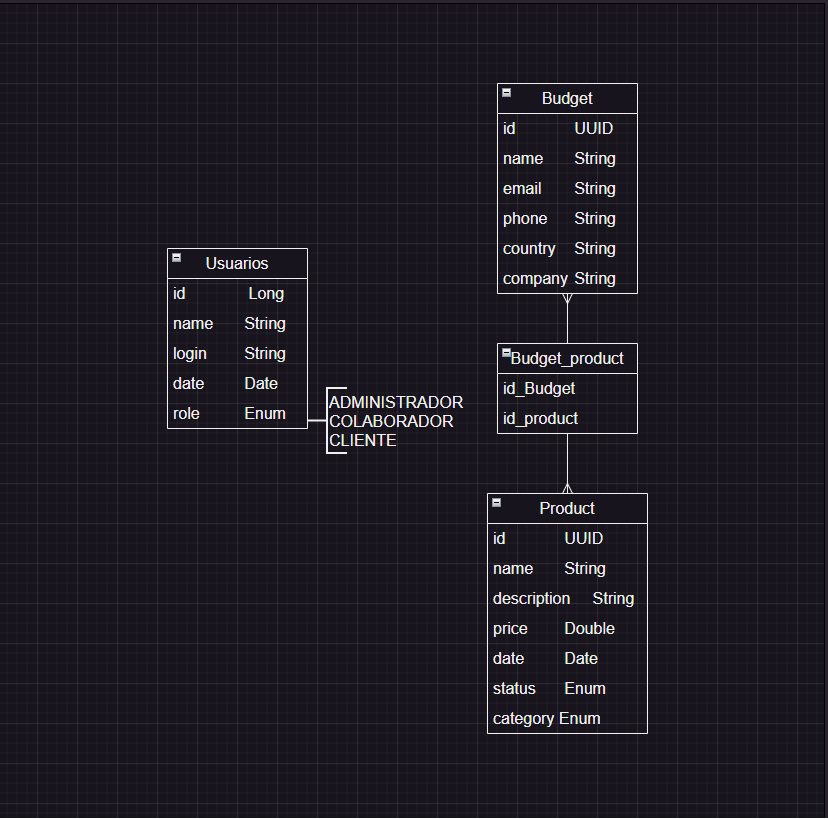 Budget
id UUID
name String
email String
phone String
country String
company String
Usuarios
id Long
name String
login String
date Date
role Enum
ADMINISTRADOR
COLABORADOR
CLIENTE
Budget_product
id_Budget
id_product
Product
id UUID
name String
description String
price Double
date Date
status Enum
category Enum